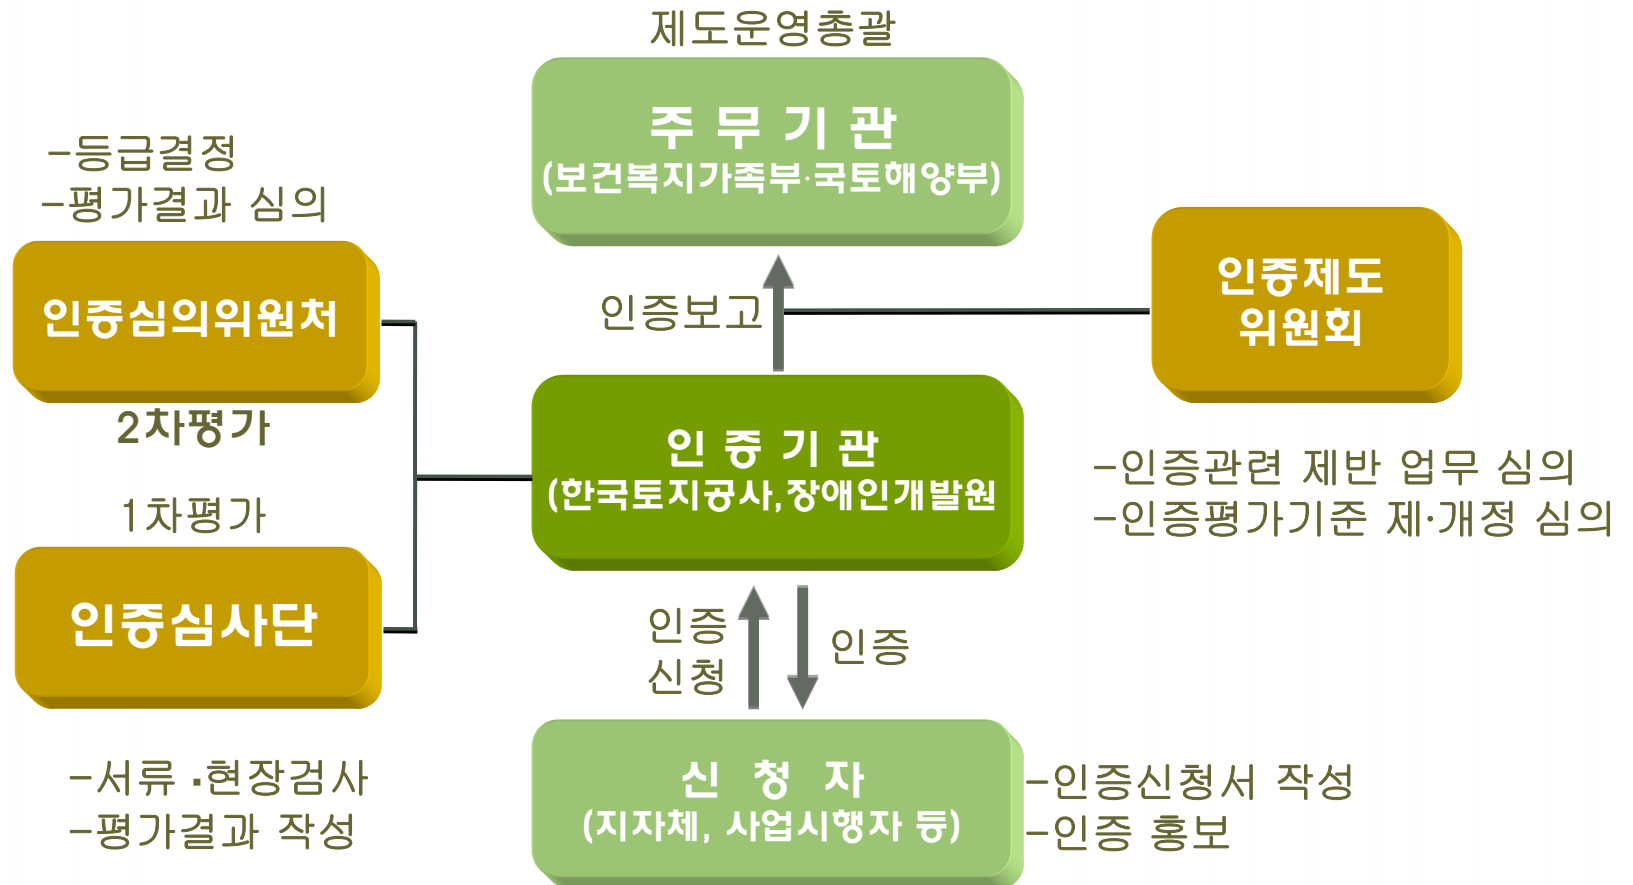 제도운영총괄
주 무 기 관
(보건복지가족부·국토해양부)
-등급결정
-평가결과 심의
인증심의위원처
2차평가
인증보고
인증제도
위원회
인 증 기 관
(한국토지공사,장애인개발원
-인증관련 제반 업무 심의
-인증평가기준 제·개정 심의
1차평가
인증심사단
-서류 ·현장검사
-평가결과 작성
인증
신청
인증
신 청 자
(지자체, 사업시행자 등)
-인증신청서 작성
-인증 홍보